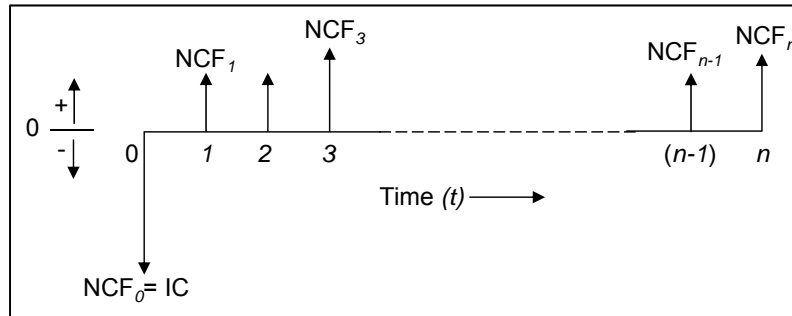 NCF1
NCF3
NCFn-1
NCFn
+
0
-
0 1 2 3 (n-1) n
Time (t)
NCF0= IC